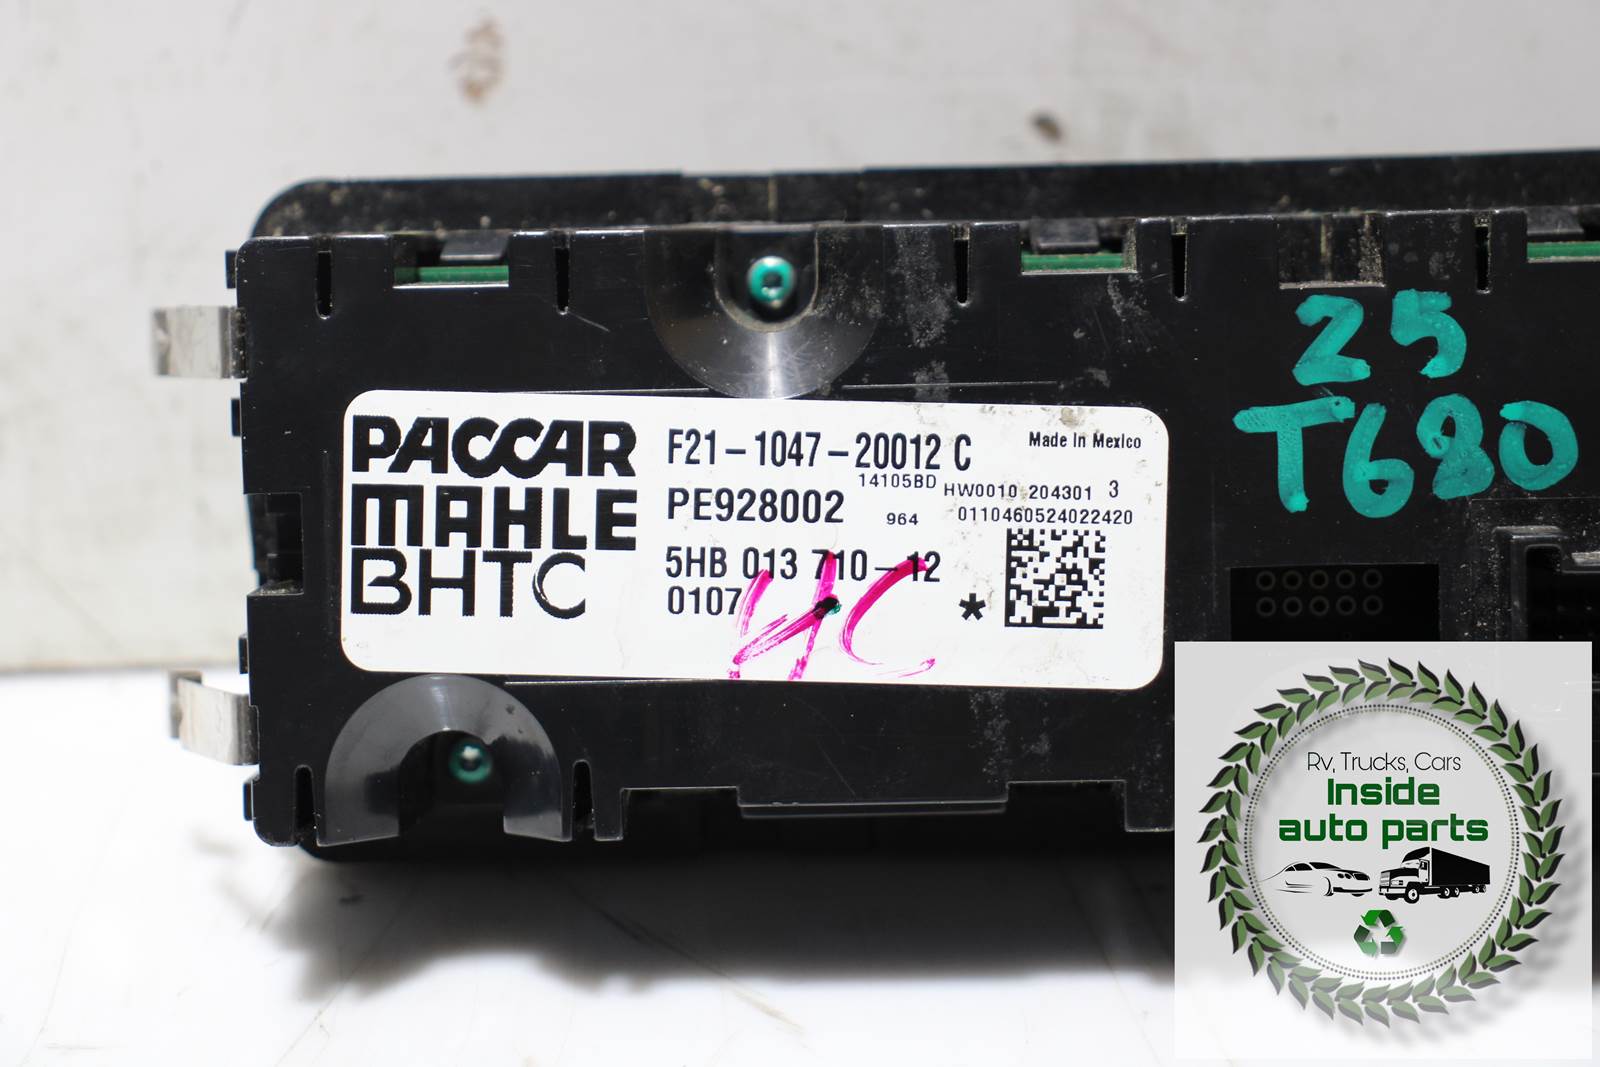 PACCAR
MAHLE
BHTC
F21-1047-20012 C
Made In Mexico
14105BD HW0010 204301 3
PE928002 964 0110460524022420
5HB 013 710-12
0107
*
4C
25
T680
Rv, Trucks, Cars
Inside
auto parts